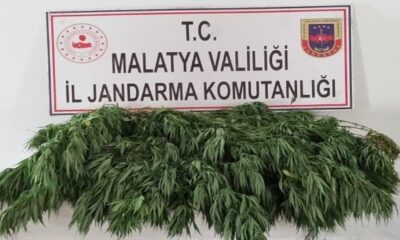 T.C.
MALATYA VALİLİĞİ
İL JANDARMA KOMUTANLIĞI